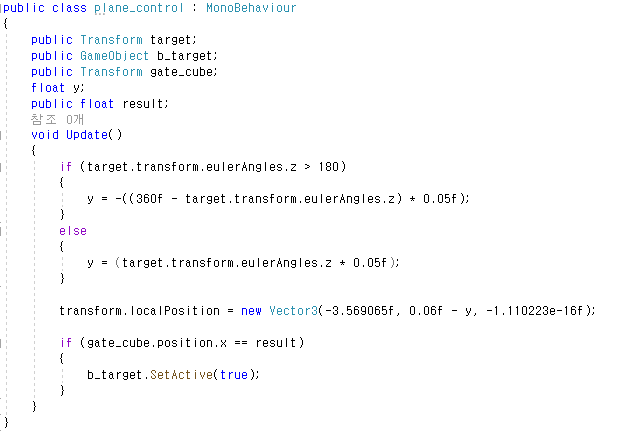 public class plane_control : MonoBehaviour
{
public Transform target;
public GameObject b_target;
public Transform gate_cube;
float y;
public float result;
참조 0개
void Update()
{
if (target.transform.eulerAngles.z > 180)
{
y = -((360f - target.transform.eulerAngles.z) * 0.05f);
}
else
{
y = (target.transform.eulerAngles.z * 0.05f);
}
transform.localPosition = new Vector3(-3.569065f, 0.06f - y, -1.110223e-16f);
if (gate_cube.position.x == result)
{
b_target.SetActive(true);
}
}
}